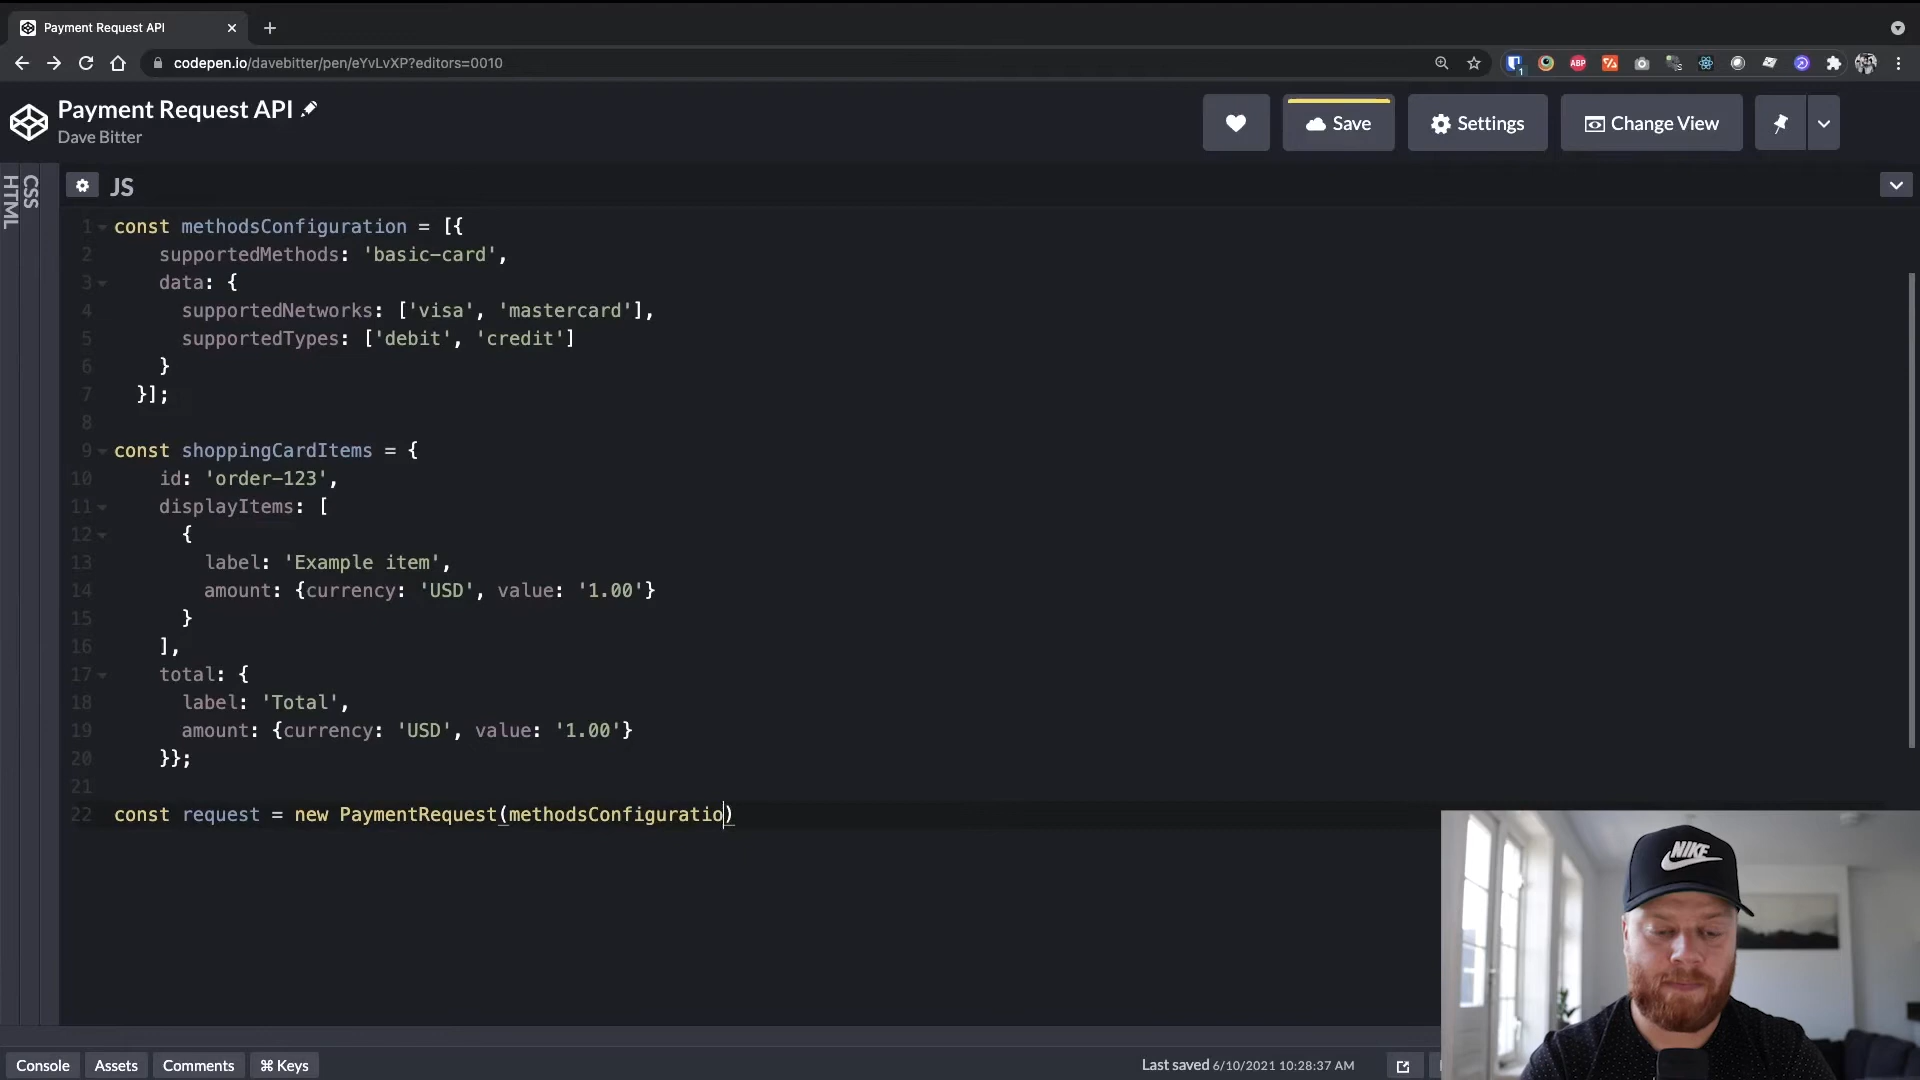 Payment Request API
codepen.io/davebitter/pen/eYvLvXP?editors=0010
1
ABP
Payment Request API
Dave Bitter
Save
Settings
Change View
HTML
CSS
JS
1 const methodsConfiguration = [{
2 supportedMethods: 'basic-card',
3 data: {
4 supportedNetworks: ['visa', 'mastercard'],
5 supportedTypes: ['debit', 'credit']
6 }
7 }];
8
9 const shoppingCardItems = {
10 id: 'order-123',
11 displayItems: [
12 {
13 label: 'Example item',
14 amount: {currency: 'USD', value: '1.00'}
15 }
16 ],
17 total: {
18 label: 'Total',
19 amount: {currency: 'USD', value: '1.00'}
20 }};
21
22 const request = new PaymentRequest(methodsConfiguratio)
NIKE
Console
Assets
Comments
⌘ Keys
Last saved 6/10/2021 10:28:37 AM